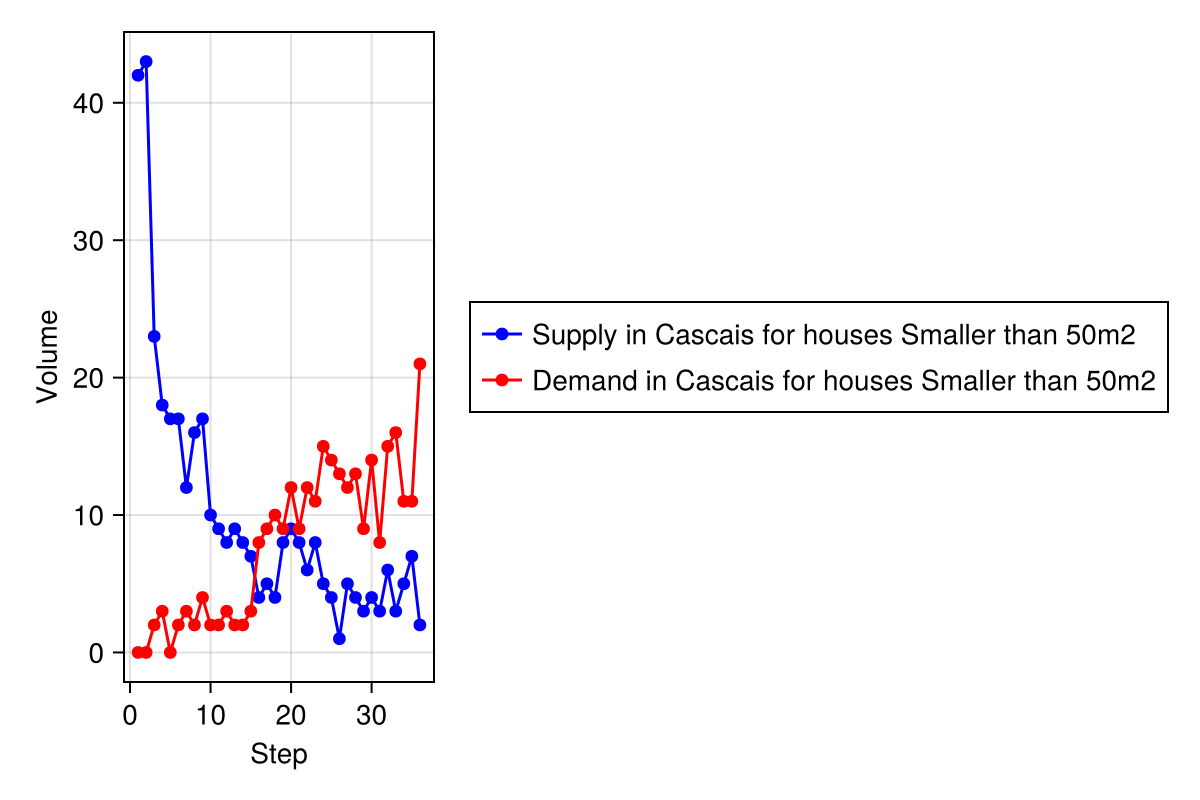 40
30
20
10
0
Volume
0 10 20 30
Step
Supply in Cascais for houses Smaller than 50m2
Demand in Cascais for houses Smaller than 50m2